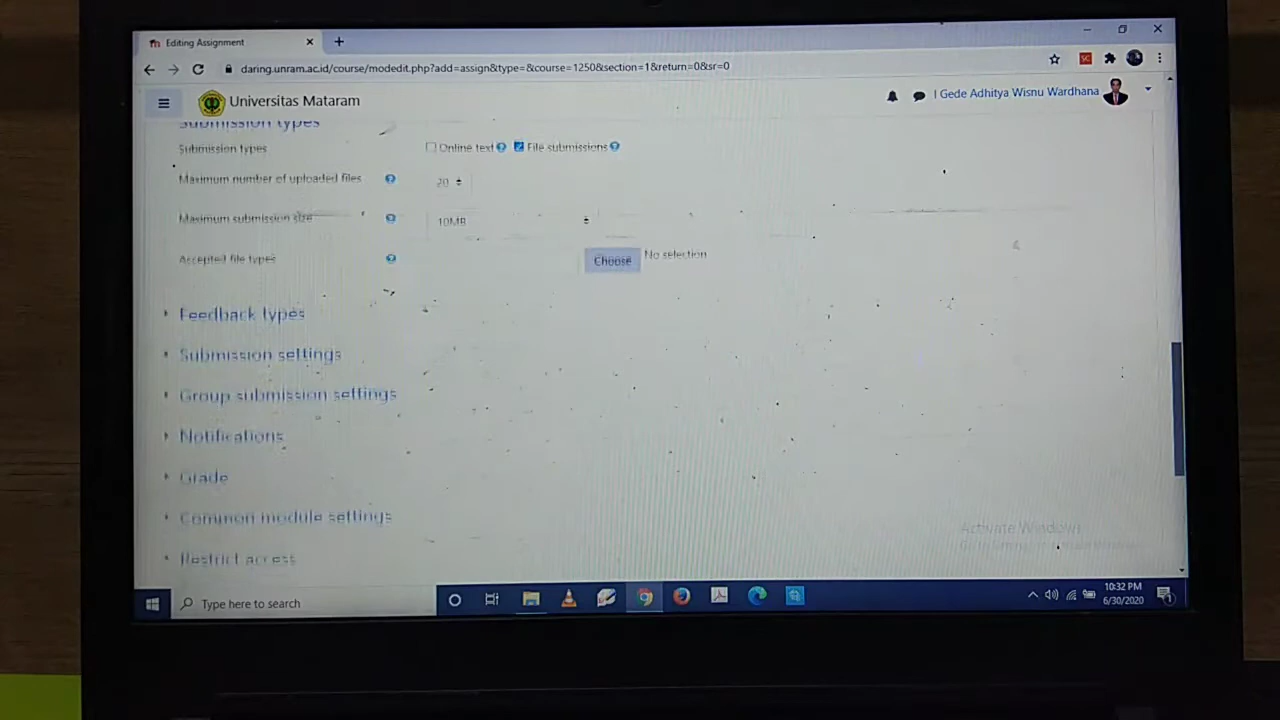 Editing Assignment
daring.unram.ac.id/course/modedit.php?add=assign&type=&course=1250&section=1&return=0&sr=0
Universitas Mataram
I Gede Adhitya Wisnu Wardhana
Submission types
Submission types Online text File submissions
Maximum number of uploaded files 20
Maximum submission size 10MB
Accepted file types Choose No selection
Feedback types
Submission settings
Group submission settings
Notifications
Grade
Common module settings
Restrict access
Activate Windows
Type here to search
10:32 PM
6/30/2020